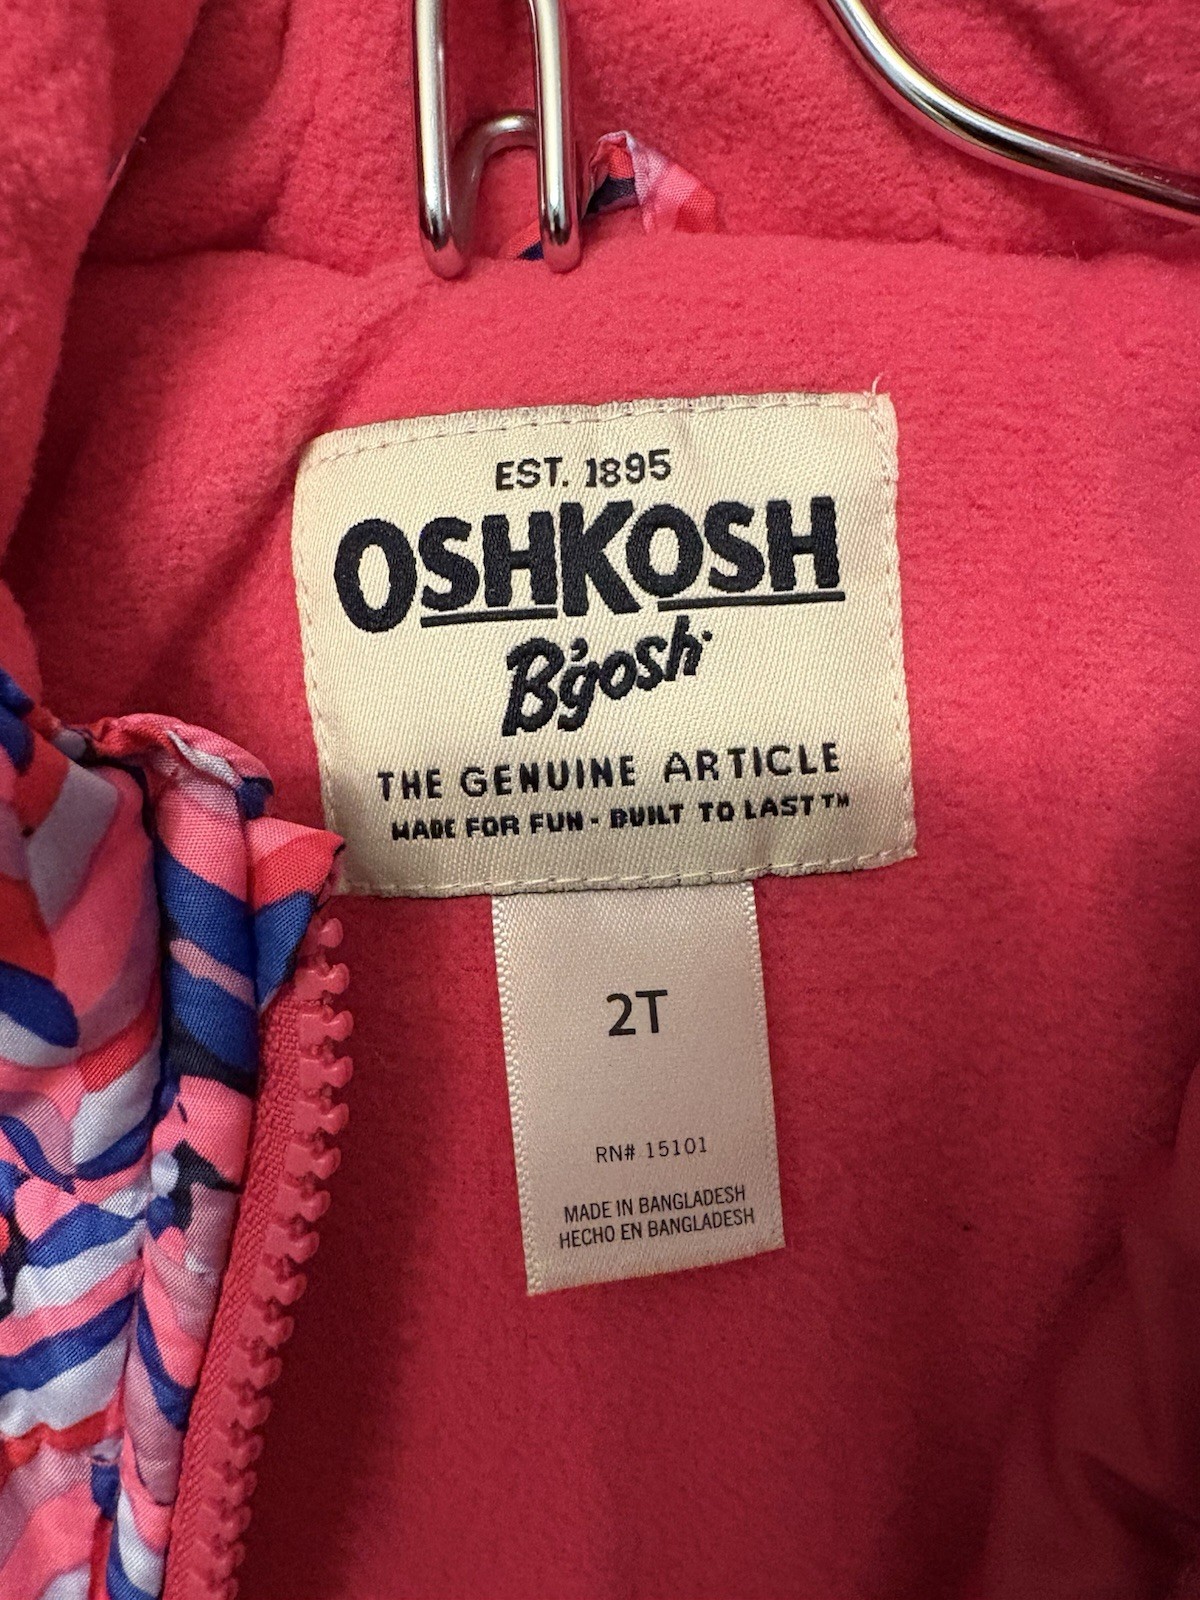 EST. 1895
OSHKOSH
B'gosh
THE GENUINE ARTICLE
MADE FOR FUN - BUILT TO LAST™
2T
RN# 15101
MADE IN BANGLADESH
HECHO EN BANGLADESH